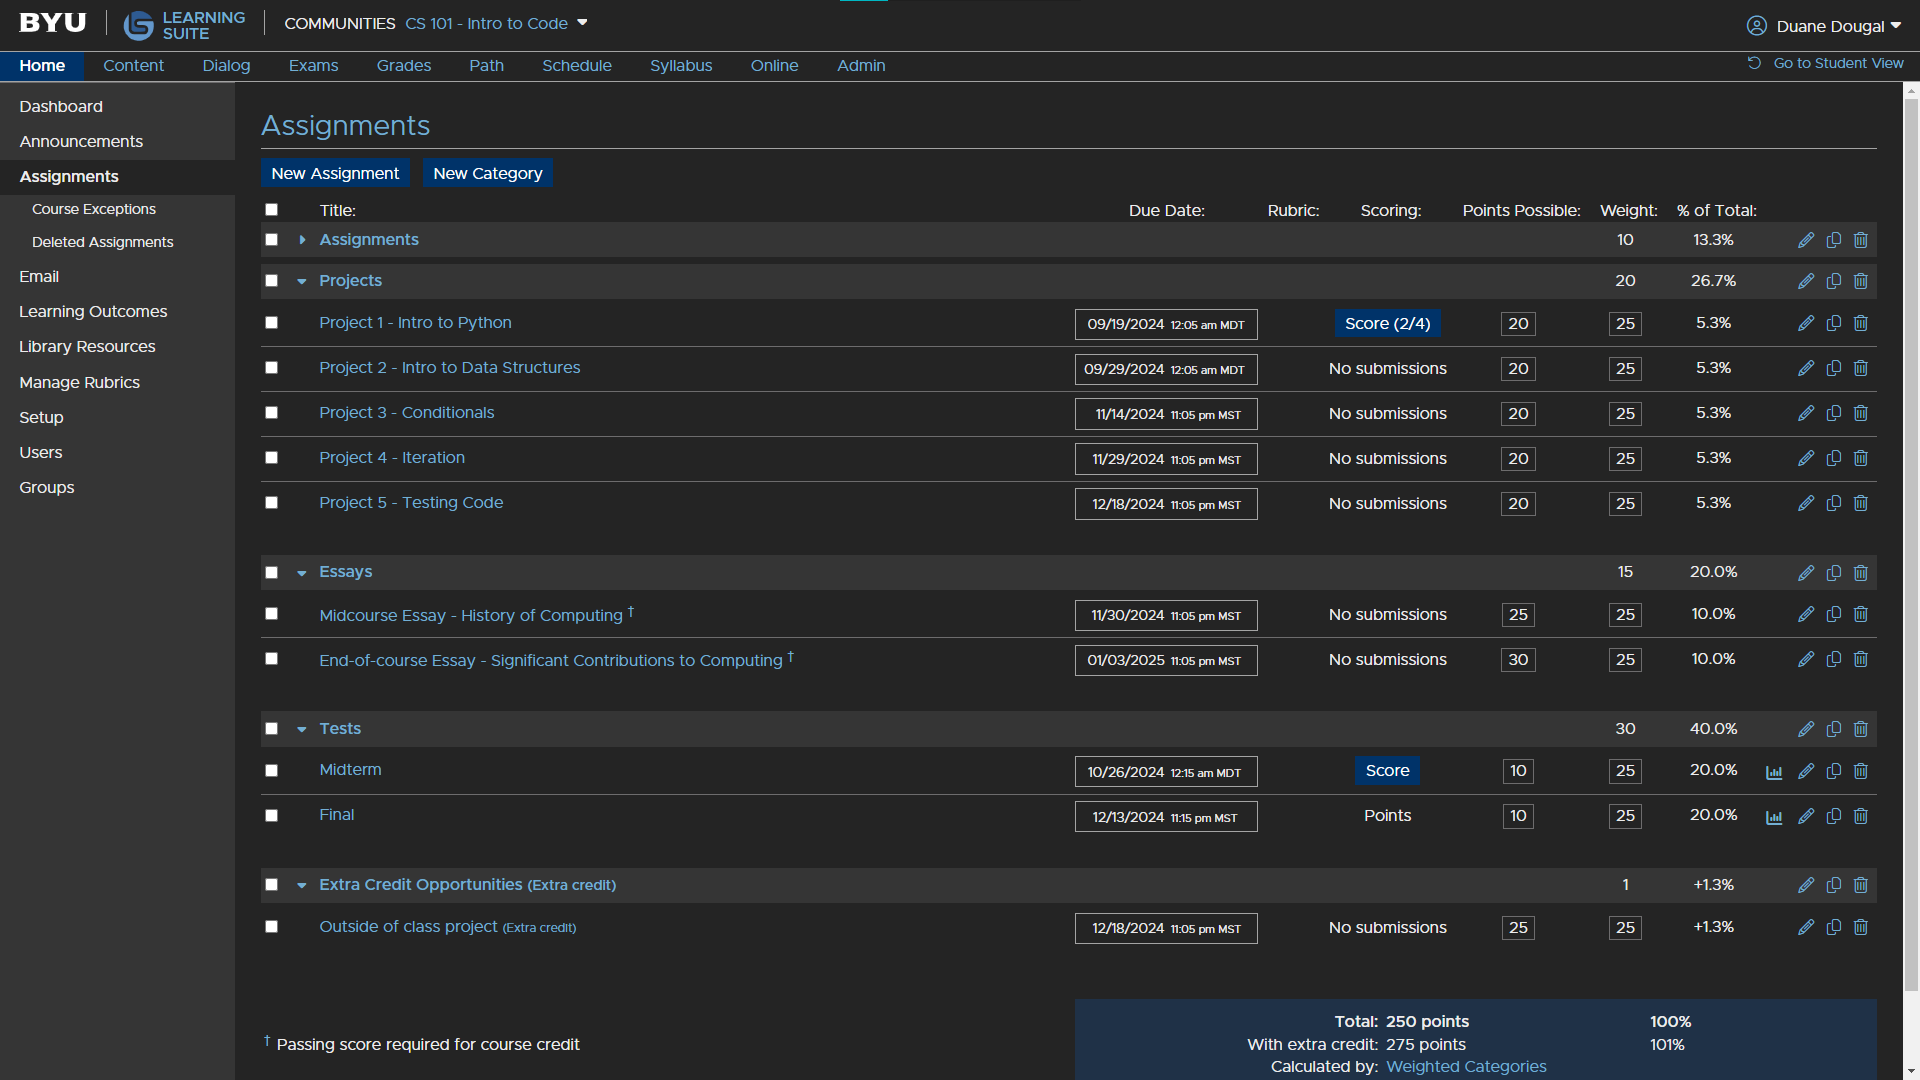 BYU LEARNING SUITE COMMUNITIES CS 101 - Intro to Code Duane Dougal
Home Content Dialog Exams Grades Path Schedule Syllabus Online Admin Go to Student View
Dashboard
Announcements
Assignments
Course Exceptions
Deleted Assignments
Email
Learning Outcomes
Library Resources
Manage Rubrics
Setup
Users
Groups
Assignments
New Assignment New Category
Title: Due Date: Rubric: Scoring: Points Possible: Weight: % of Total:
Assignments 10 13.3%
Projects 20 26.7%
Project 1 - Intro to Python 09/19/2024 12:05 am MDT Score (2/4) 20 25 5.3%
Project 2 - Intro to Data Structures 09/29/2024 12:05 am MDT No submissions 20 25 5.3%
Project 3 - Conditionals 11/14/2024 11:05 pm MST No submissions 20 25 5.3%
Project 4 - Iteration 11/29/2024 11:05 pm MST No submissions 20 25 5.3%
Project 5 - Testing Code 12/18/2024 11:05 pm MST No submissions 20 25 5.3%
Essays 15 20.0%
Midcourse Essay - History of Computing † 11/30/2024 11:05 pm MST No submissions 25 25 10.0%
End-of-course Essay - Significant Contributions to Computing † 01/03/2025 11:05 pm MST No submissions 30 25 10.0%
Tests 30 40.0%
Midterm 10/26/2024 12:15 am MDT Score 10 25 20.0%
Final 12/13/2024 11:15 pm MST Points 10 25 20.0%
Extra Credit Opportunities (Extra credit) 1 +1.3%
Outside of class project (Extra credit) 12/18/2024 11:05 pm MST No submissions 25 25 +1.3%
† Passing score required for course credit
Total: 250 points 100%
With extra credit: 275 points 101%
Calculated by: Weighted Categories